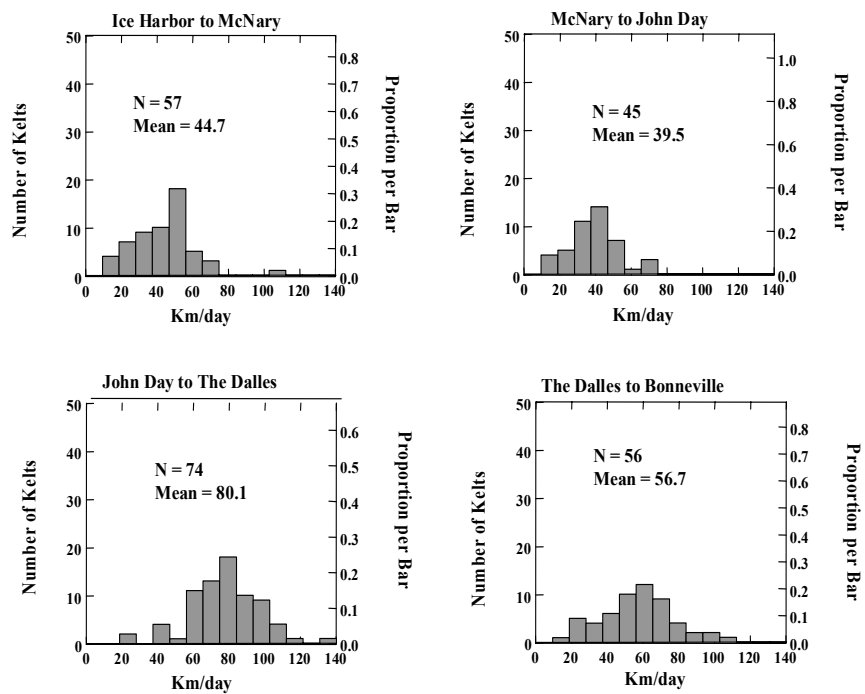 Ice Harbor to McNary
50
40
30
20
10
0
Number of Kelts
N = 57
Mean = 44.7
0.8
0.7
0.6
0.5
0.4
0.3
0.2
0.1
0.0
Proportion per Bar
0 20 40 60 80 100 120 140
Km/day
McNary to John Day
50
40
30
20
10
0
Number of Kelts
N = 45
Mean = 39.5
1.0
0.8
0.6
0.4
0.2
0.0
Proportion per Bar
0 20 40 60 80 100 120 140
Km/day
John Day to The Dalles
50
40
30
20
10
0
Number of Kelts
N = 74
Mean = 80.1
0.6
0.5
0.4
0.3
0.2
0.1
0.0
Proportion per Bar
0 20 40 60 80 100 120 140
Km/day
The Dalles to Bonneville
50
40
30
20
10
0
Number of Kelts
N = 56
Mean = 56.7
0.8
0.7
0.6
0.5
0.4
0.3
0.2
0.1
0.0
Proportion per Bar
0 20 40 60 80 100 120 140
Km/day